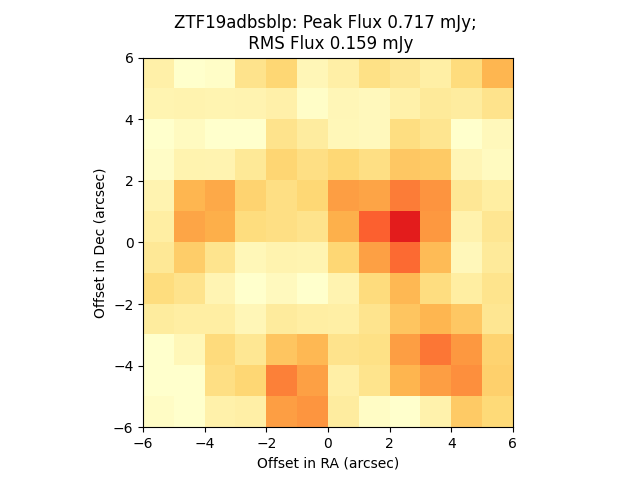 ZTF19adbsblp: Peak Flux 0.717 mJy;
RMS Flux 0.159 mJy
6
4
2
0
−2
−4
−6
Offset in Dec (arcsec)
−6 −4 −2 0 2 4 6
Offset in RA (arcsec)